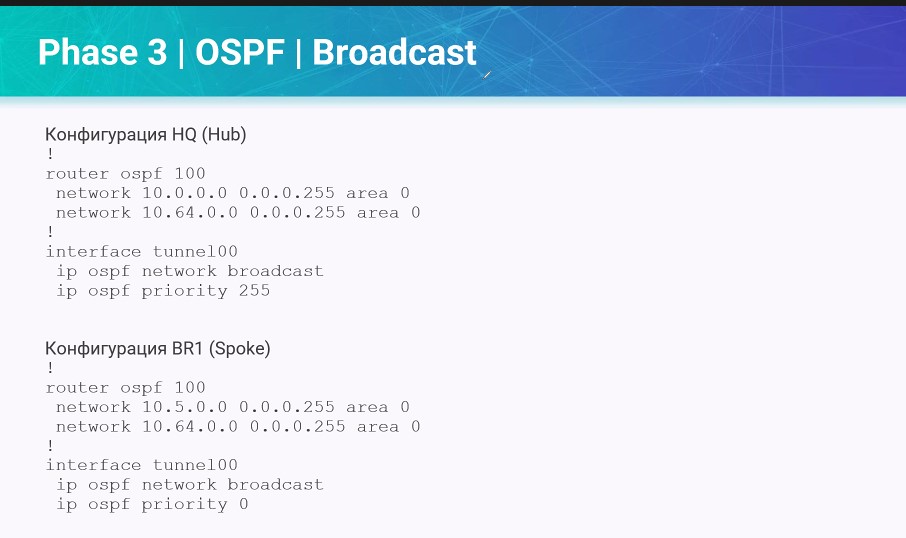 Phase 3 | OSPF | Broadcast
Конфигурация HQ (Hub)
!
router ospf 100
network 10.0.0.0 0.0.0.255 area 0
network 10.64.0.0 0.0.0.255 area 0
!
interface tunnel00
ip ospf network broadcast
ip ospf priority 255
Конфигурация BR1 (Spoke)
!
router ospf 100
network 10.5.0.0 0.0.0.255 area 0
network 10.64.0.0 0.0.0.255 area 0
!
interface tunnel00
ip ospf network broadcast
ip ospf priority 0